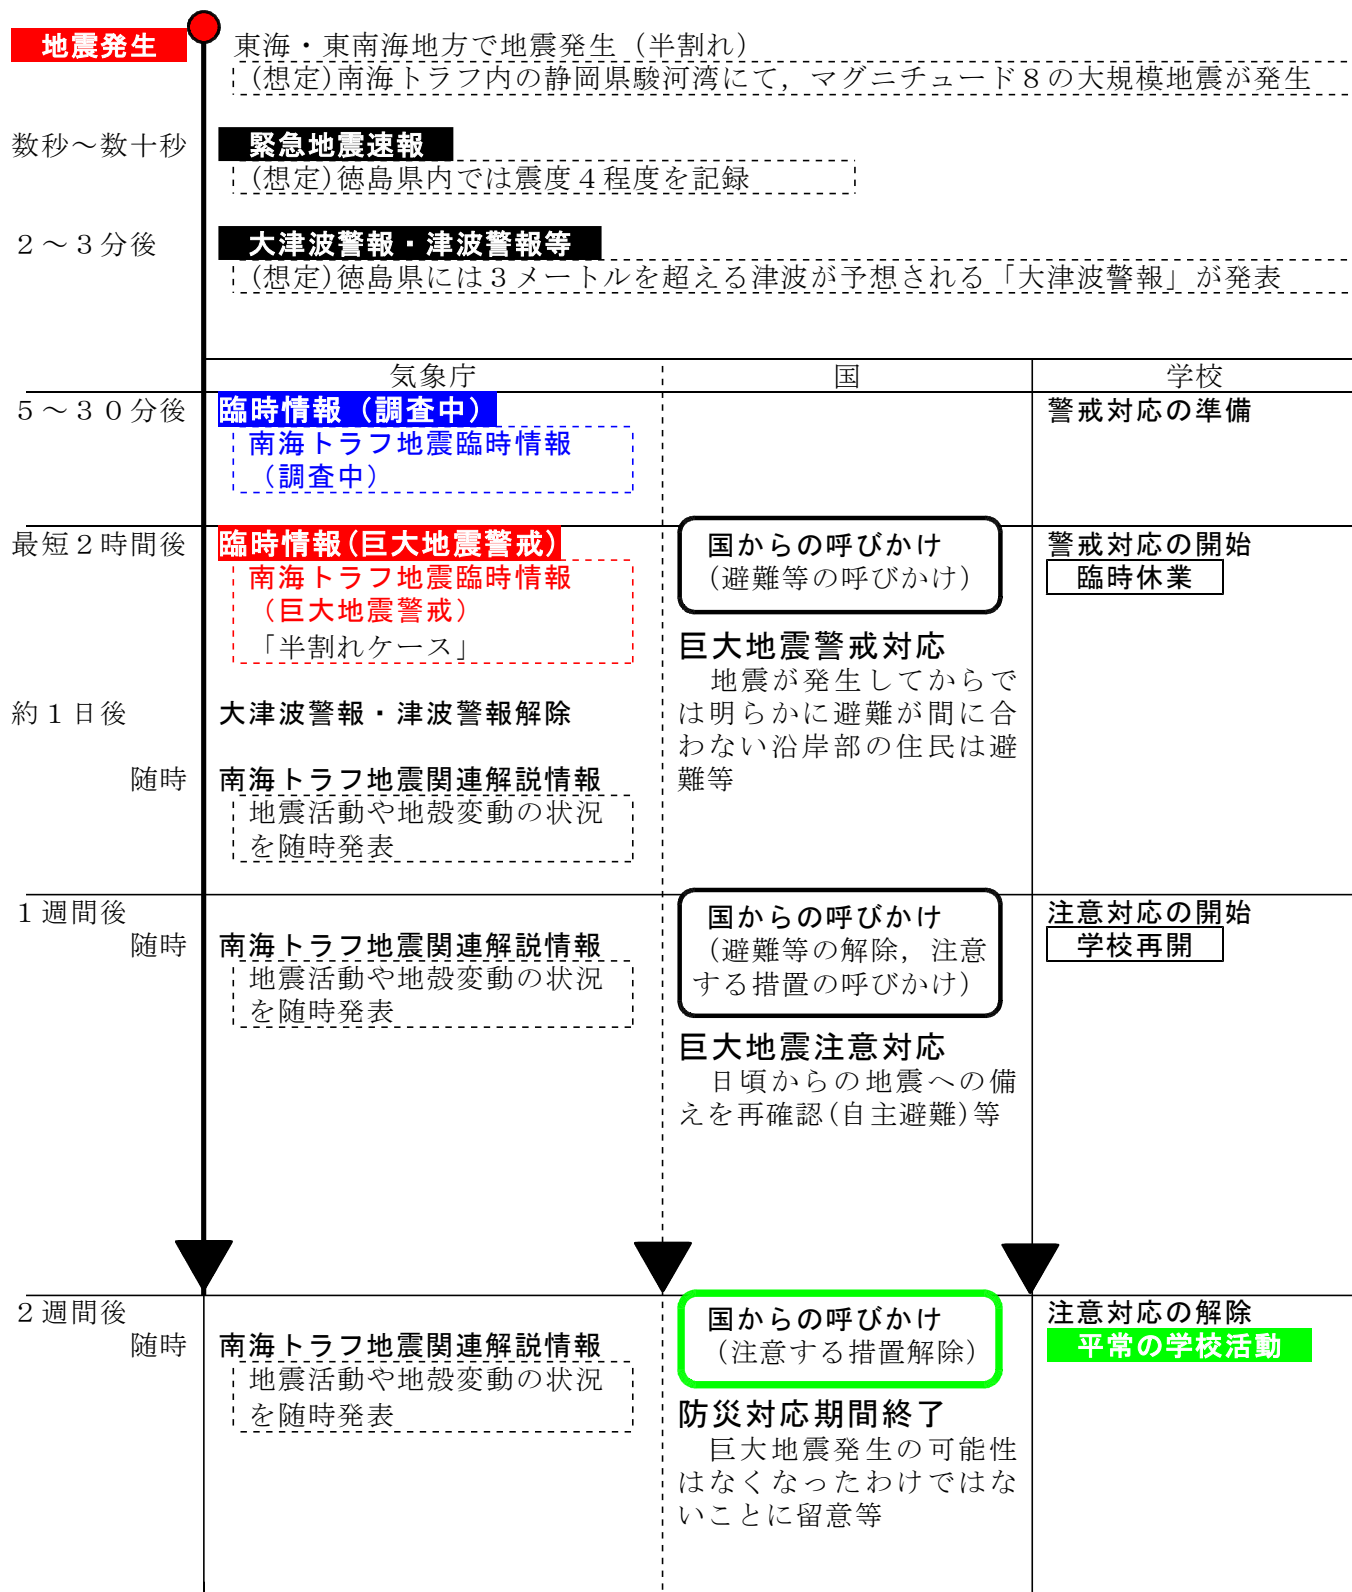 地震発生
東海・東南海地方で地震発生（半割れ）
(想定)南海トラフ内の静岡県駿河湾にて，マグニチュード８の大規模地震が発生
数秒～数十秒
緊急地震速報
(想定)徳島県内では震度４程度を記録
２～３分後
大津波警報・津波警報等
(想定)徳島県には３メートルを超える津波が予想される「大津波警報」が発表
気象庁
国
学校
５～３０分後
臨時情報（調査中）
警戒対応の準備
南海トラフ地震臨時情報
（調査中）
最短２時間後
臨時情報(巨大地震警戒)
南海トラフ地震臨時情報
（巨大地震警戒）
「半割れケース」
国からの呼びかけ
（避難等の呼びかけ）
警戒対応の開始
臨時休業
巨大地震警戒対応
地震が発生してからで
は明らかに避難が間に合
わない沿岸部の住民は避
難等
約１日後
大津波警報・津波警報解除
随時
南海トラフ地震関連解説情報
地震活動や地殻変動の状況
を随時発表
１週間後
随時
南海トラフ地震関連解説情報
地震活動や地殻変動の状況
を随時発表
国からの呼びかけ
（避難等の解除，注意
する措置の呼びかけ）
注意対応の開始
学校再開
巨大地震注意対応
日頃からの地震への備
えを再確認(自主避難)等
２週間後
随時
南海トラフ地震関連解説情報
地震活動や地殻変動の状況
を随時発表
国からの呼びかけ
（注意する措置解除）
注意対応の解除
平常の学校活動
防災対応期間終了
巨大地震発生の可能性
はなくなったわけではな
いことに留意等